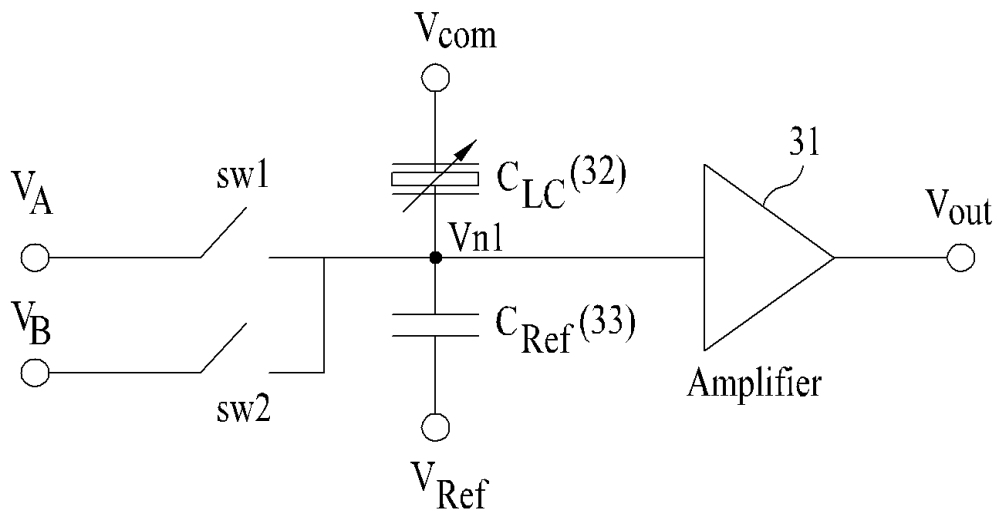 Vcom
sw1
VA
CLC(32)
31
Vout
Vn1
VB
CRef(33)
sw2
Amplifier
VRef